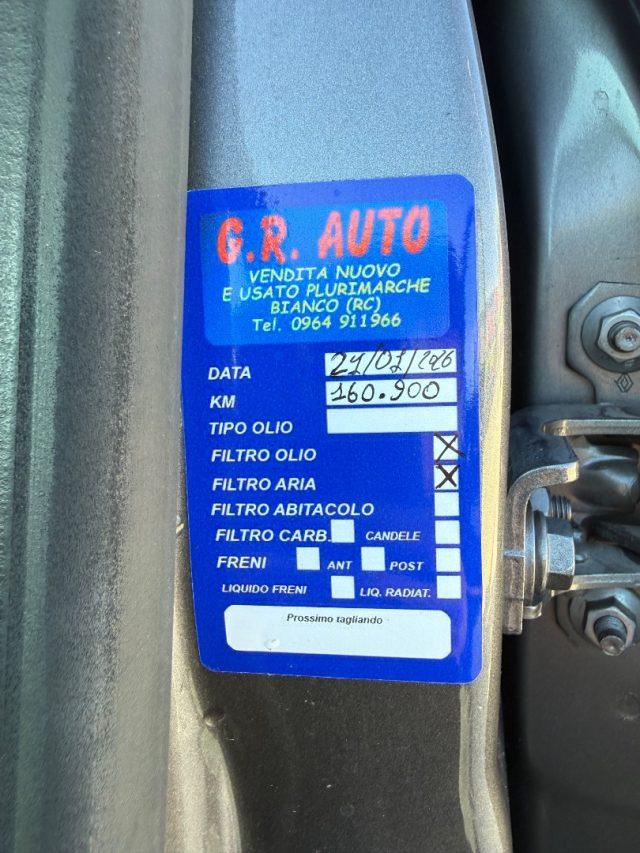 G.R. AUTO
VENDITA NUOVO
E USATO PLURIMARCHE
BIANCO (RC)
Tel. 0964 911966
DATA
KM 160.900
TIPO OLIO
FILTRO OLIO X
FILTRO ARIA X
FILTRO ABITACOLO
FILTRO CARB. CANDELE
FRENI ANT POST
LIQUIDO FRENI LIQ. RADIAT.
Prossimo tagliando